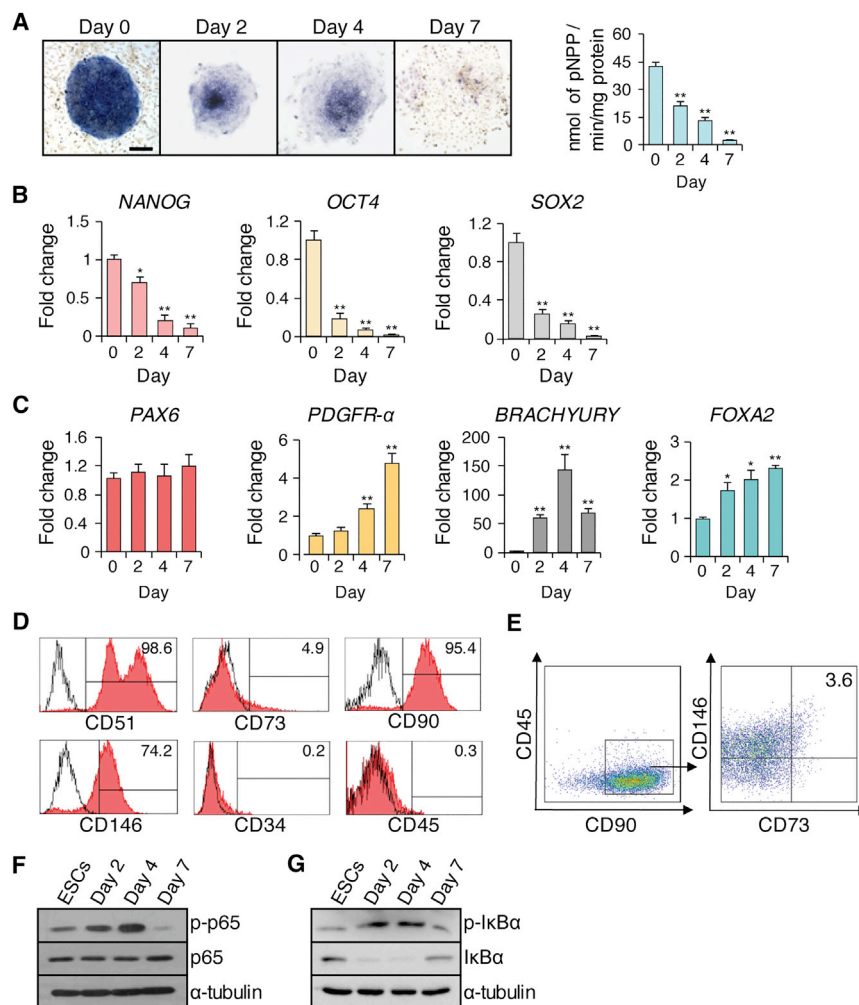 A
Day 0 Day 2 Day 4 Day 7
nmol of pNPP /
min/mg protein
60
45
30
15
0
** ** **
0 2 4 7
Day
B
NANOG OCT4 SOX2
Fold change
1.5
1
0.5
0
* ** **
0 2 4 7
Day
Fold change
1.2
0.8
0.4
0
** ** **
0 2 4 7
Day
Fold change
1.2
0.8
0.4
0
** ** **
0 2 4 7
Day
C
PAX6 PDGFR-α BRACHYURY FOXA2
Fold change
1.6
1.2
0.8
0.4
0
0 2 4 7
Day
Fold change
6
4
2
0
** **
0 2 4 7
Day
Fold change
200
150
100
50
0
** ** **
0 2 4 7
Day
Fold change
3
2
1
0
* * **
0 2 4 7
Day
D
98.6 4.9 95.4
CD51 CD73 CD90
74.2 0.2 0.3
CD146 CD34 CD45
E
CD45
CD90
CD146
3.6
CD73
F
ESCs Day 2 Day 4 Day 7
p-p65
p65
α-tubulin
G
ESCs Day 2 Day 4 Day 7
p-IκBα
IκBα
α-tubulin